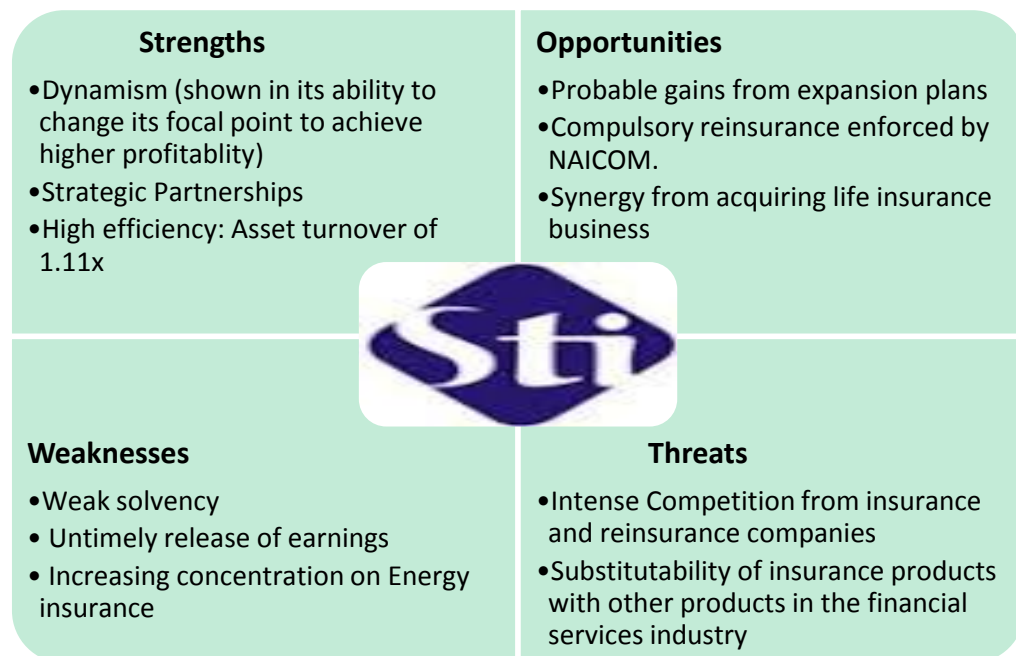 Strengths
•Dynamism (shown in its ability to
change its focal point to achieve
higher profitablity)
•Strategic Partnerships
•High efficiency: Asset turnover of
1.11x
Opportunities
•Probable gains from expansion plans
•Compulsory reinsurance enforced by
NAICOM.
•Synergy from acquiring life insurance
business
Sti
Weaknesses
•Weak solvency
• Untimely release of earnings
• Increasing concentration on Energy
insurance
Threats
•Intense Competition from insurance
and reinsurance companies
•Substitutability of insurance products
with other products in the financial
services industry